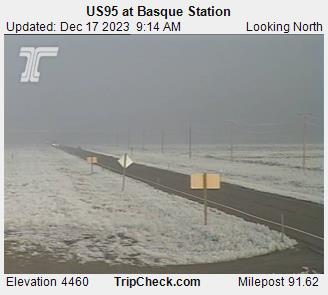 US95 at Basque Station
Updated: Dec 17 2023 9:14 AM Looking North
Elevation 4460 TripCheck.com Milepost 91.62